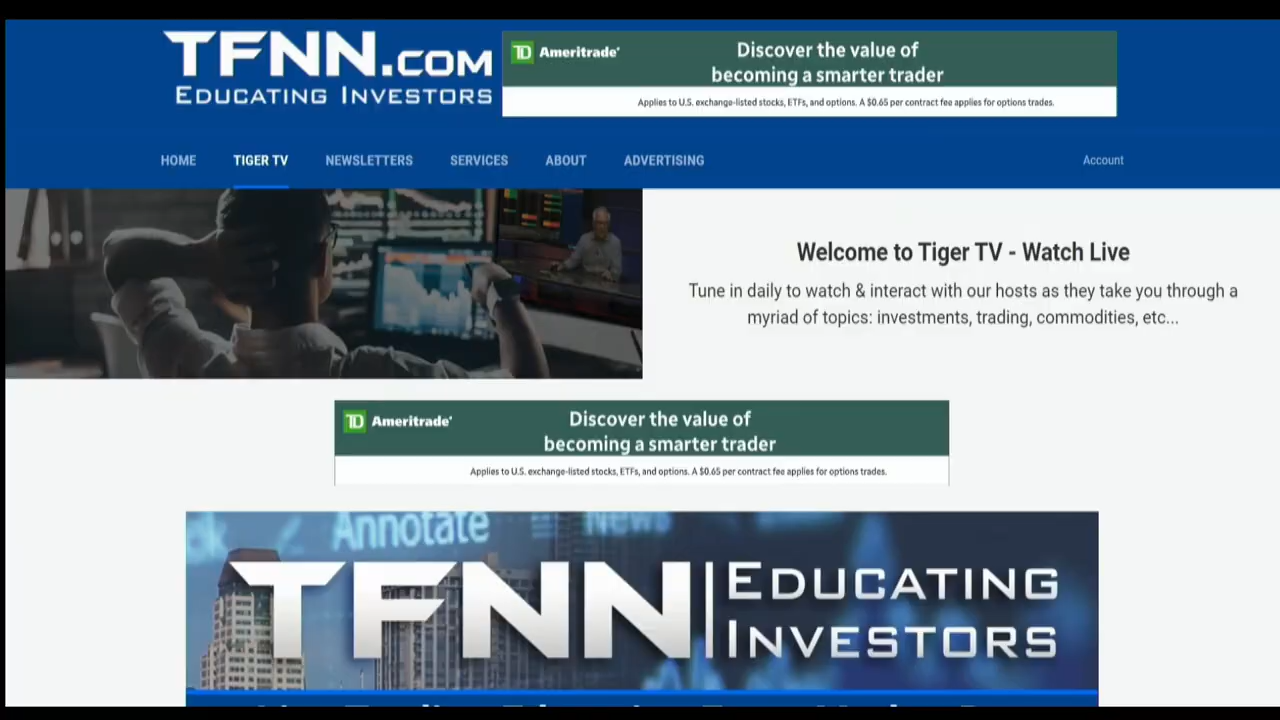 TFNN.COM
EDUCATING INVESTORS
TD Ameritrade
Discover the value of
becoming a smarter trader
Applies to U.S. exchange-listed stocks, ETFs, and options. A $0.65 per contract fee applies for options trades.
HOME TIGER TV NEWSLETTERS SERVICES ABOUT ADVERTISING Account
Welcome to Tiger TV - Watch Live
Tune in daily to watch & interact with our hosts as they take you through a
myriad of topics: investments, trading, commodities, etc...
TD Ameritrade
Discover the value of
becoming a smarter trader
Applies to U.S. exchange-listed stocks, ETFs, and options. A $0.65 per contract fee applies for options trades.
Annotate News
TFNN EDUCATING
INVESTORS